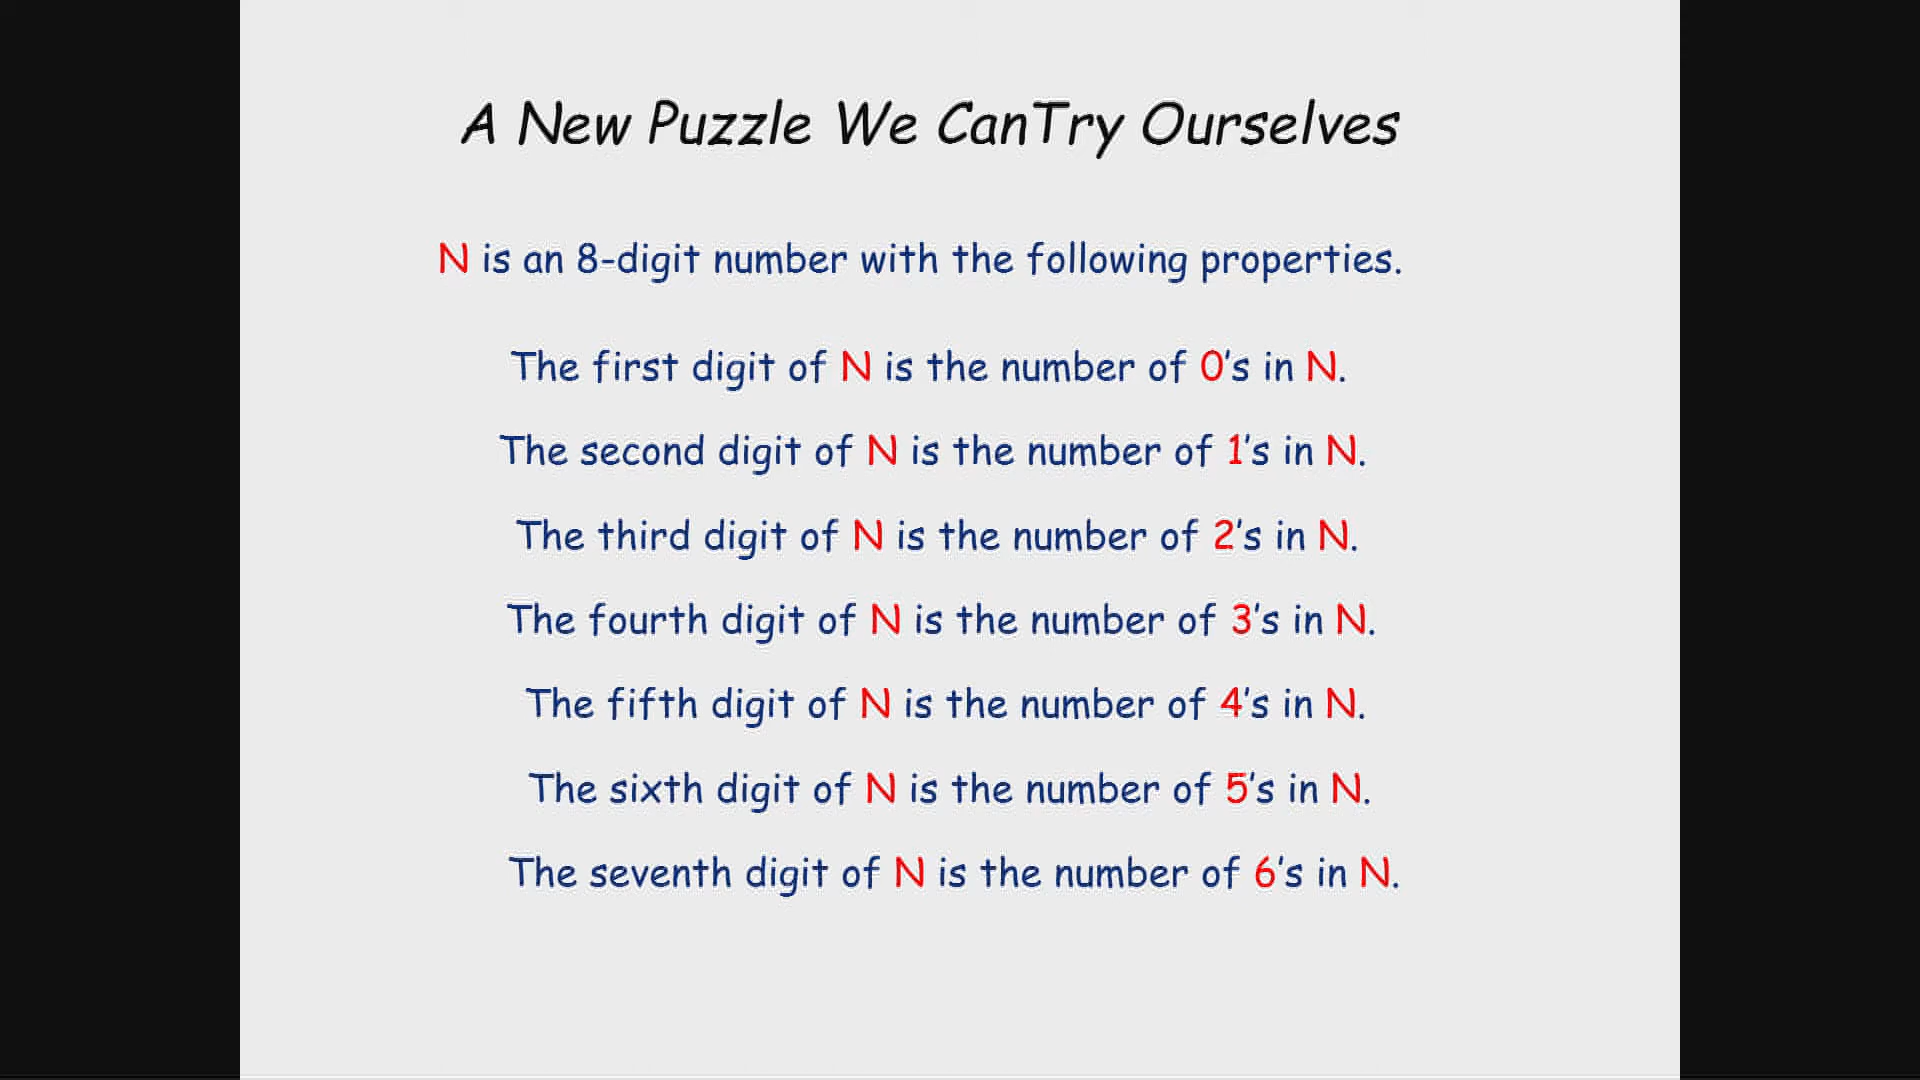 A New Puzzle We CanTry Ourselves
N is an 8-digit number with the following properties.
The first digit of N is the number of 0's in N.
The second digit of N is the number of 1's in N.
The third digit of N is the number of 2's in N.
The fourth digit of N is the number of 3's in N.
The fifth digit of N is the number of 4's in N.
The sixth digit of N is the number of 5's in N.
The seventh digit of N is the number of 6's in N.